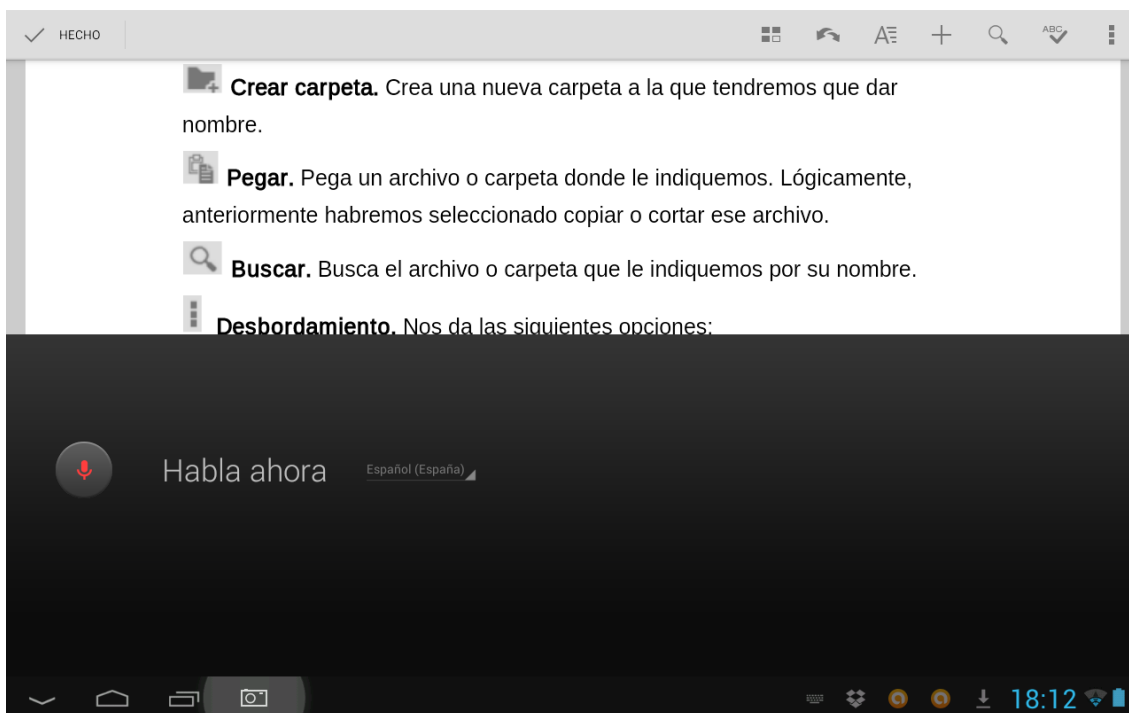 HECHO
ABC
Crear carpeta. Crea una nueva carpeta a la que tendremos que dar
nombre.
Pegar. Pega un archivo o carpeta donde le indiquemos. Lógicamente,
anteriormente habremos seleccionado copiar o cortar ese archivo.
Buscar. Busca el archivo o carpeta que le indiquemos por su nombre.
Desbordamiento. Nos da las siguientes opciones:
Habla ahora
Español (España)
18:12